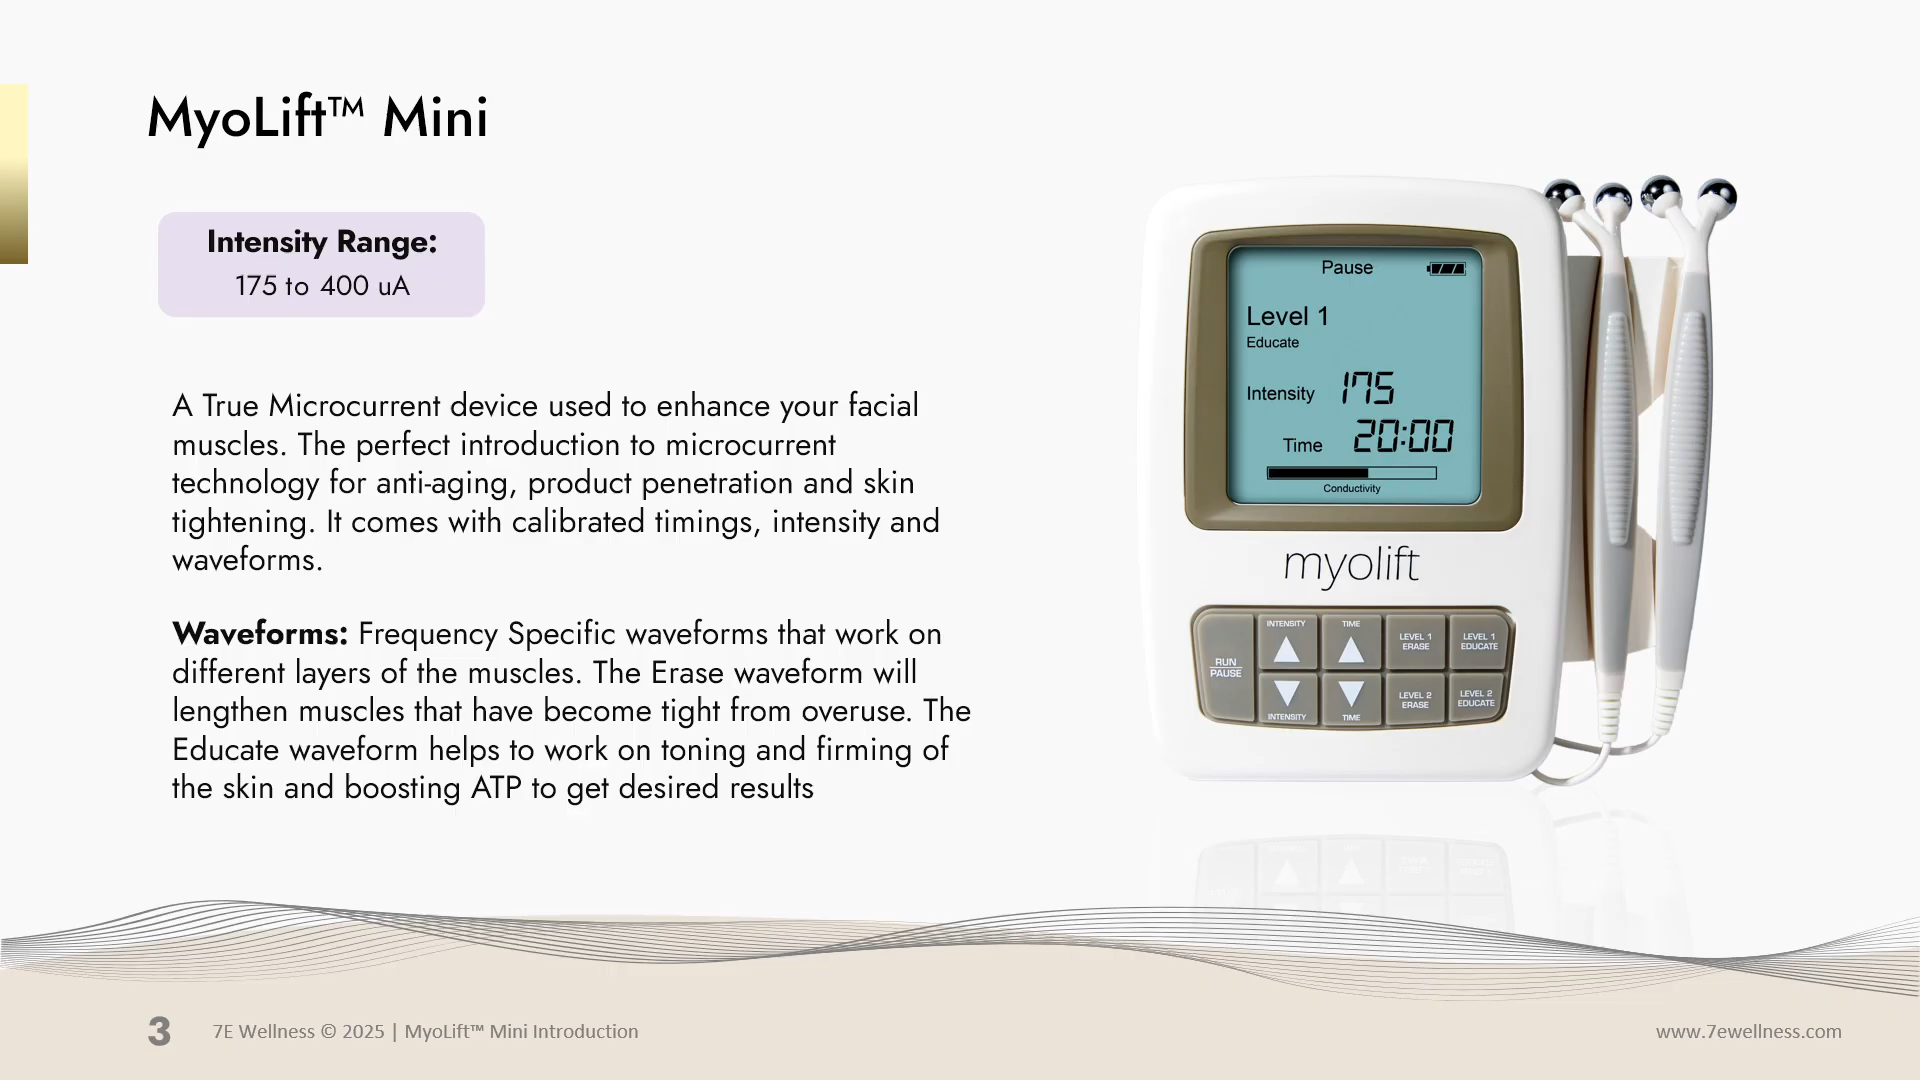 MyoLift™ Mini
Intensity Range:
175 to 400 uA
A True Microcurrent device used to enhance your facial
muscles. The perfect introduction to microcurrent
technology for anti-aging, product penetration and skin
tightening. It comes with calibrated timings, intensity and
waveforms.
Waveforms: Frequency Specific waveforms that work on
different layers of the muscles. The Erase waveform will
lengthen muscles that have become tight from overuse. The
Educate waveform helps to work on toning and firming of
the skin and boosting ATP to get desired results
Pause
Level 1
Educate
Intensity 175
Time 20:00
Conductivity
myolift
RUN
PAUSE
INTENSITY
INTENSITY
TIME
TIME
LEVEL 1
ERASE
LEVEL 1
EDUCATE
LEVEL 2
ERASE
LEVEL 2
EDUCATE
3 7E Wellness © 2025 | MyoLift™ Mini Introduction
www.7ewellness.com